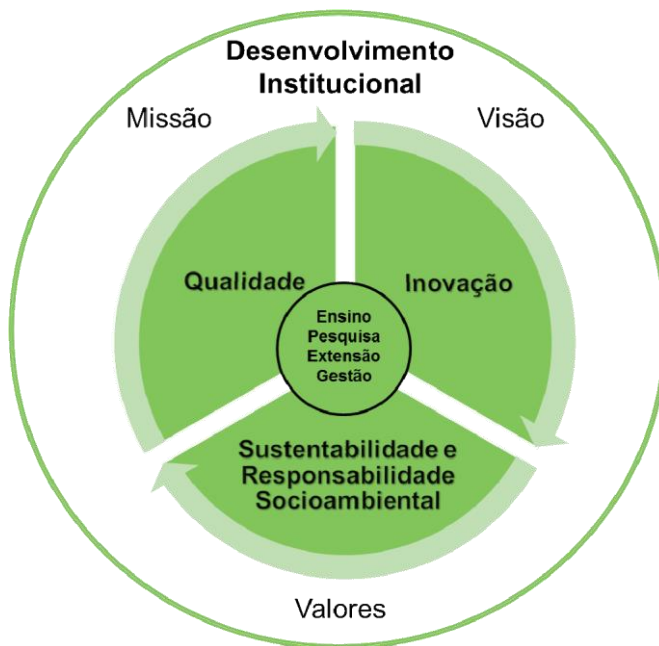 Desenvolvimento
Institucional
Missão
Visão
Qualidade
Inovação
Ensino
Pesquisa
Extensão
Gestão
Sustentabilidade e
Responsabilidade
Socioambiental
Valores